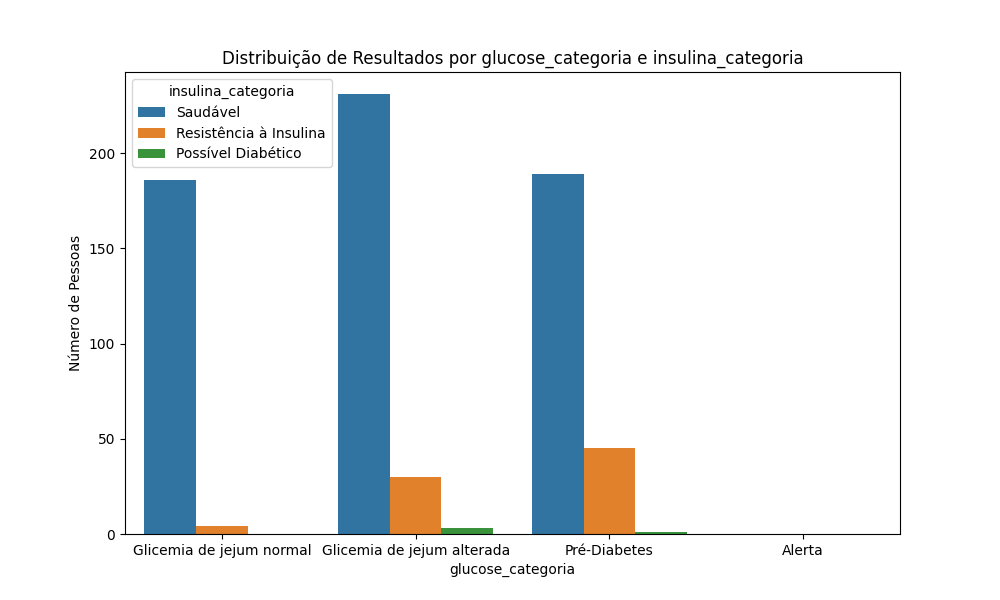 Distribuição de Resultados por glucose_categoria e insulina_categoria
insulina_categoria
Saudável
Resistência à Insulina
Possível Diabético
Número de Pessoas
200
150
100
50
0
Glicemia de jejum normal Glicemia de jejum alterada Pré-Diabetes Alerta
glucose_categoria